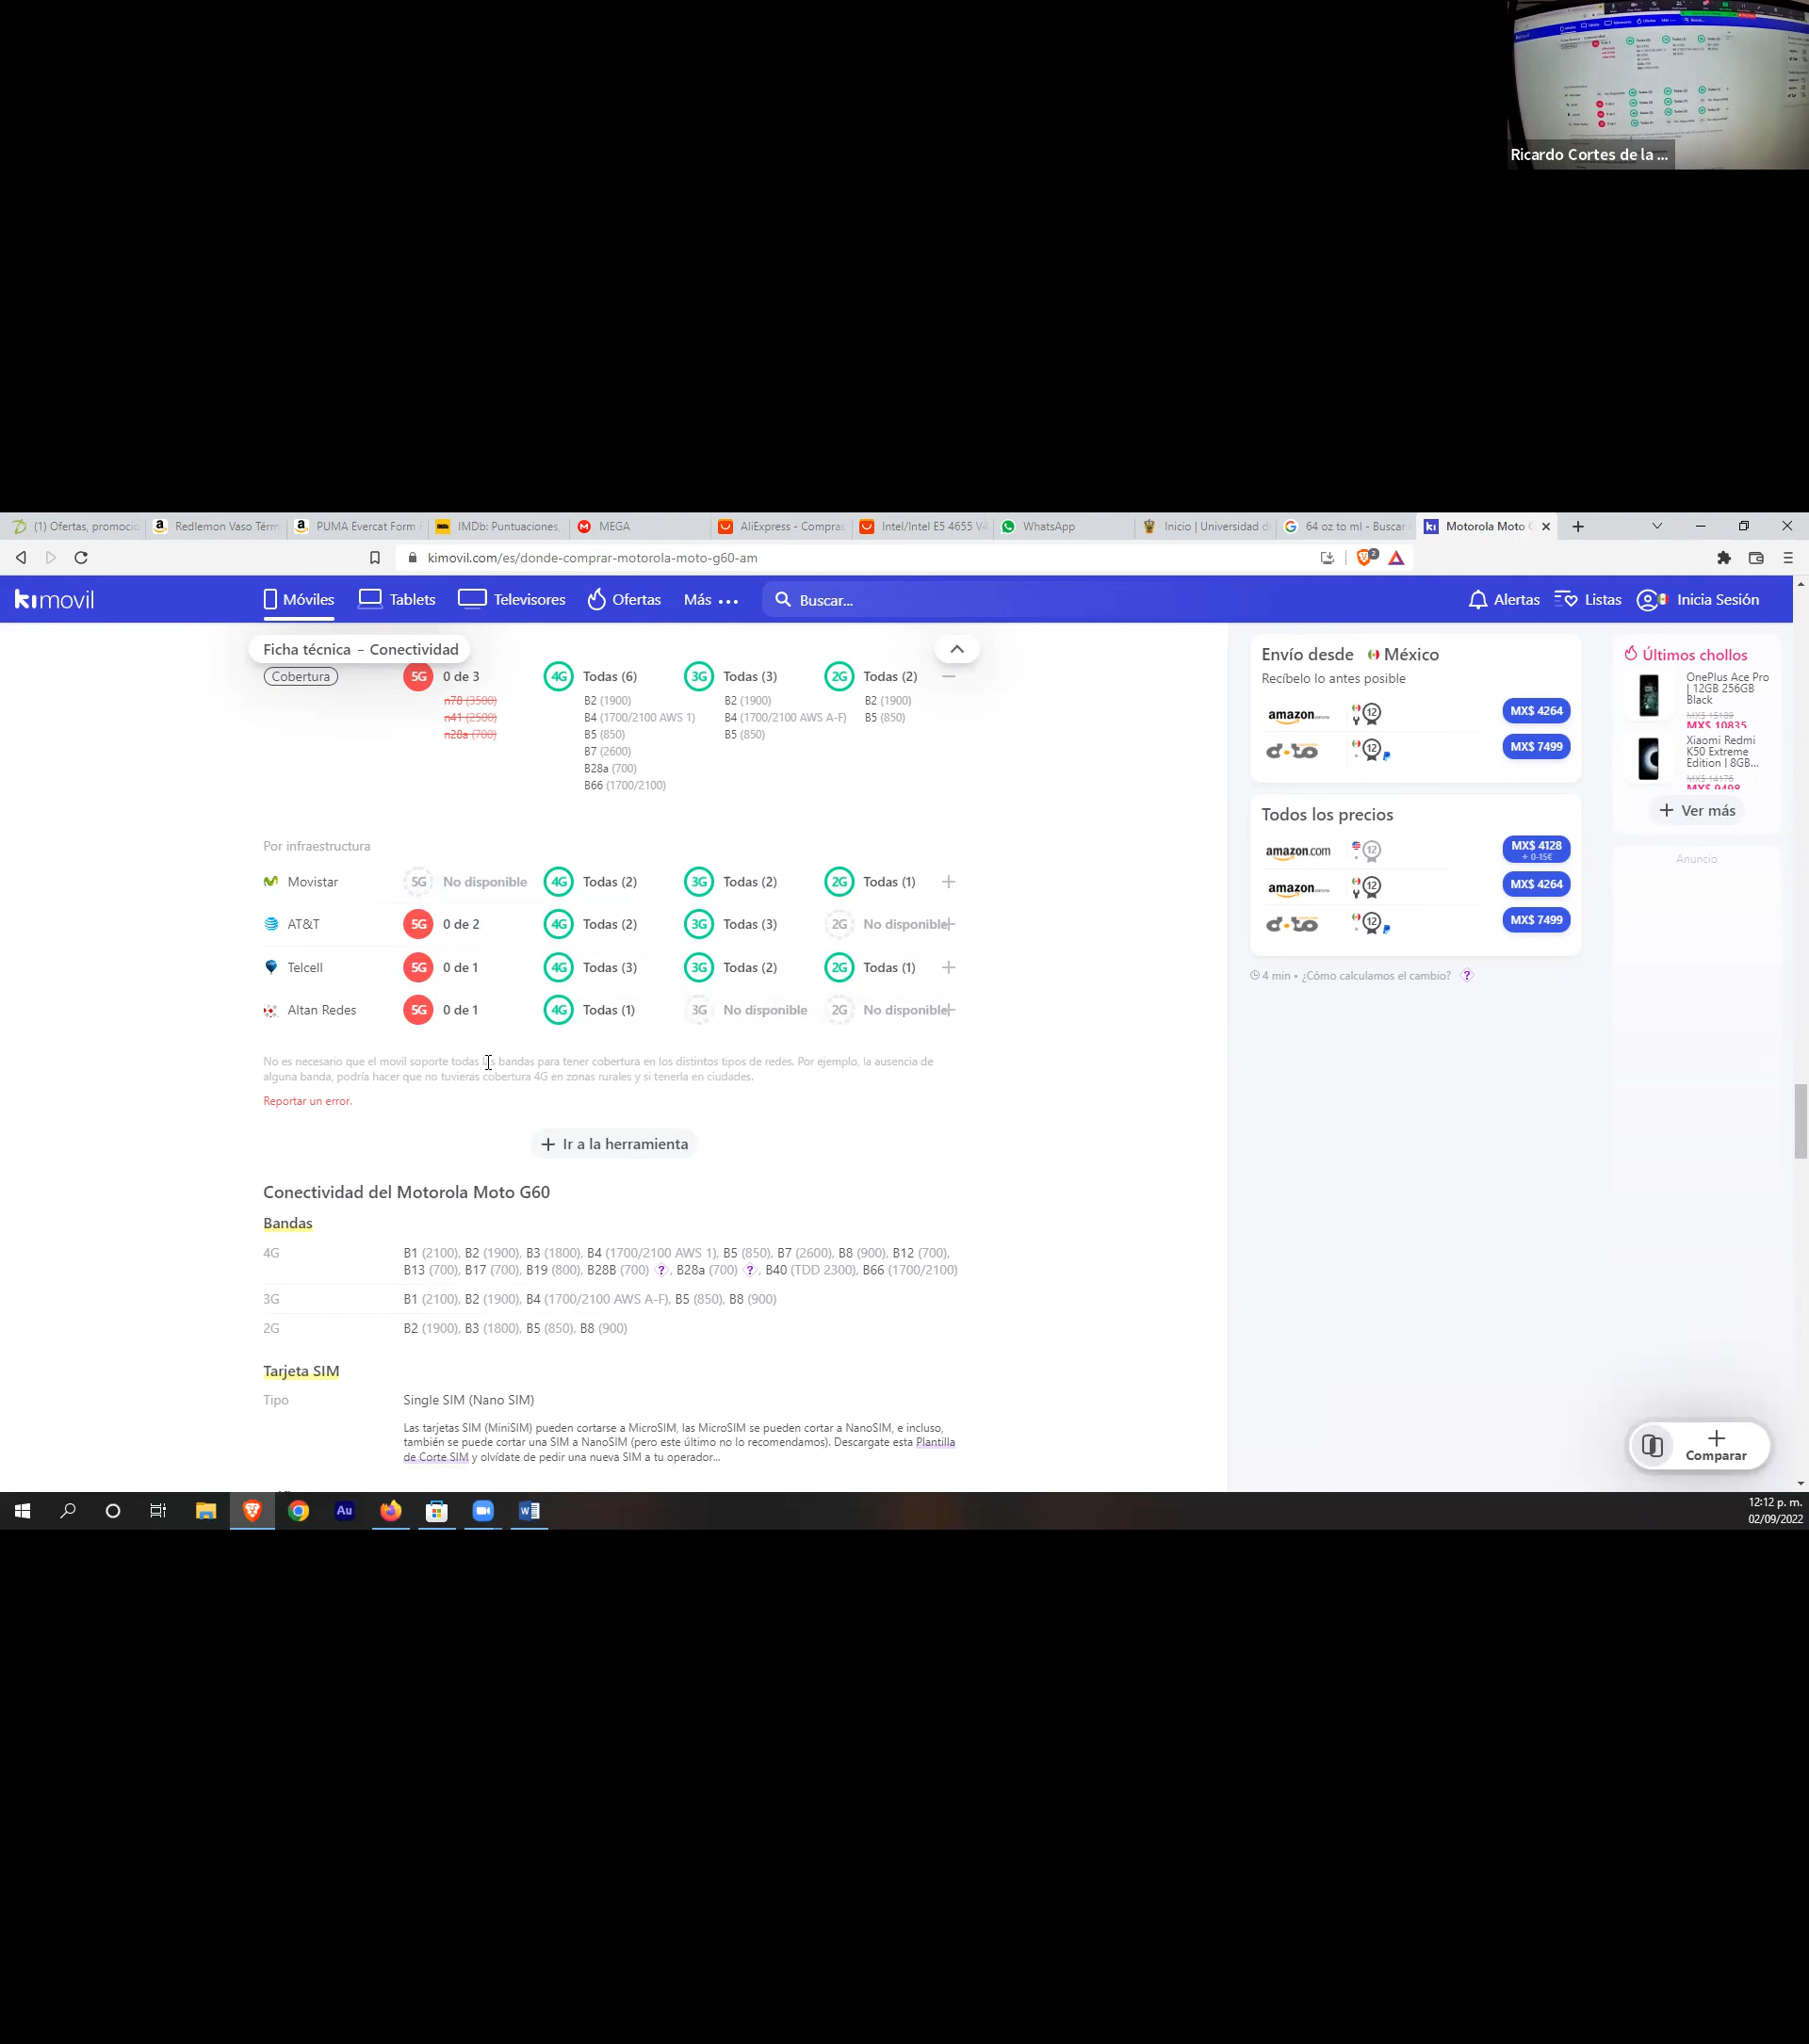 Ricardo Cortes de la ...
(1) Ofertas, promocio
Redlemon Vaso Térm
PUMA Evercat Form
IMDb: Puntuaciones,
MEGA
AliExpress - Compras
Intel/Intel E5 4655 V4
WhatsApp
Inicio | Universidad d
64 oz to ml - Buscar
Motorola Moto G
kimovil.com/es/donde-comprar-motorola-moto-g60-am
2
kimovil
Móviles
Tablets
Televisores
Ofertas
Más ...
Buscar...
Alertas
Listas
Inicia Sesión
Ficha técnica – Conectividad
Cobertura
5G 0 de 3
n78 (3500)
n41 (2500)
n28a (700)
4G Todas (6)
B2 (1900)
B4 (1700/2100 AWS 1)
B5 (850)
B7 (2600)
B28a (700)
B66 (1700/2100)
3G Todas (3)
B2 (1900)
B4 (1700/2100 AWS A-F)
B5 (850)
2G Todas (2)
B2 (1900)
B5 (850)
Por infraestructura
Movistar 5G No disponible 4G Todas (2) 3G Todas (2) 2G Todas (1)
AT&T 5G 0 de 2 4G Todas (2) 3G Todas (3) 2G No disponible
Telcell 5G 0 de 1 4G Todas (3) 3G Todas (2) 2G Todas (1)
Altan Redes 5G 0 de 1 4G Todas (1) 3G No disponible 2G No disponible
No es necesario que el movil soporte todas las bandas para tener cobertura en los distintos tipos de redes. Por ejemplo, la ausencia de
alguna banda, podría hacer que no tuvieras cobertura 4G en zonas rurales y si tenerla en ciudades.
Reportar un error.
+ Ir a la herramienta
Conectividad del Motorola Moto G60
Bandas
4G B1 (2100), B2 (1900), B3 (1800), B4 (1700/2100 AWS 1), B5 (850), B7 (2600), B8 (900), B12 (700),
B13 (700), B17 (700), B19 (800), B28B (700) ?, B28a (700) ?, B40 (TDD 2300), B66 (1700/2100)
3G B1 (2100), B2 (1900), B4 (1700/2100 AWS A-F), B5 (850), B8 (900)
2G B2 (1900), B3 (1800), B5 (850), B8 (900)
Tarjeta SIM
Tipo Single SIM (Nano SIM)
Las tarjetas SIM (MiniSIM) pueden cortarse a MicroSIM, las MicroSIM se pueden cortar a NanoSIM, e incluso,
también se puede cortar una SIM a NanoSIM (pero este último no lo recomendamos). Descargate esta Plantilla
de Corte SIM y olvídate de pedir una nueva SIM a tu operador...
Envío desde México
Recíbelo lo antes posible
amazon 12 MX$ 4264
doto 12 MX$ 7499
Todos los precios
amazon.com 12 MX$ 4128
+ 0-15€
amazon 12 MX$ 4264
doto 12 MX$ 7499
4 min • ¿Cómo calculamos el cambio? ?
Últimos chollos
OnePlus Ace Pro
| 12GB 256GB
Black
MX$ 15189
MX$ 10835
Xiaomi Redmi
K50 Extreme
Edition | 8GB...
MX$ 14176
MX$ 9498
+ Ver más
Anuncio
Comparar
Au
12:12 p. m.
02/09/2022